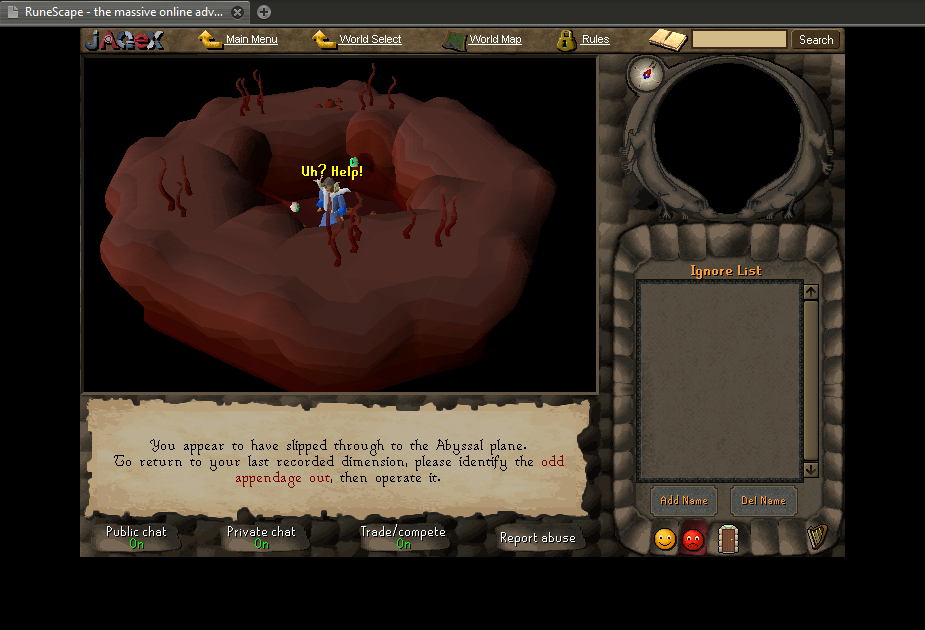 RuneScape - the massive online adv...
JAGEX
Main Menu
World Select
World Map
Rules
Search
Uh? Help!
Ignore List
You appear to have slipped through to the Abyssal plane.
To return to your last recorded dimension, please identify the odd
appendage out, then operate it.
Add Name
Del Name
Public chat
On
Private chat
On
Trade/compete
On
Report abuse